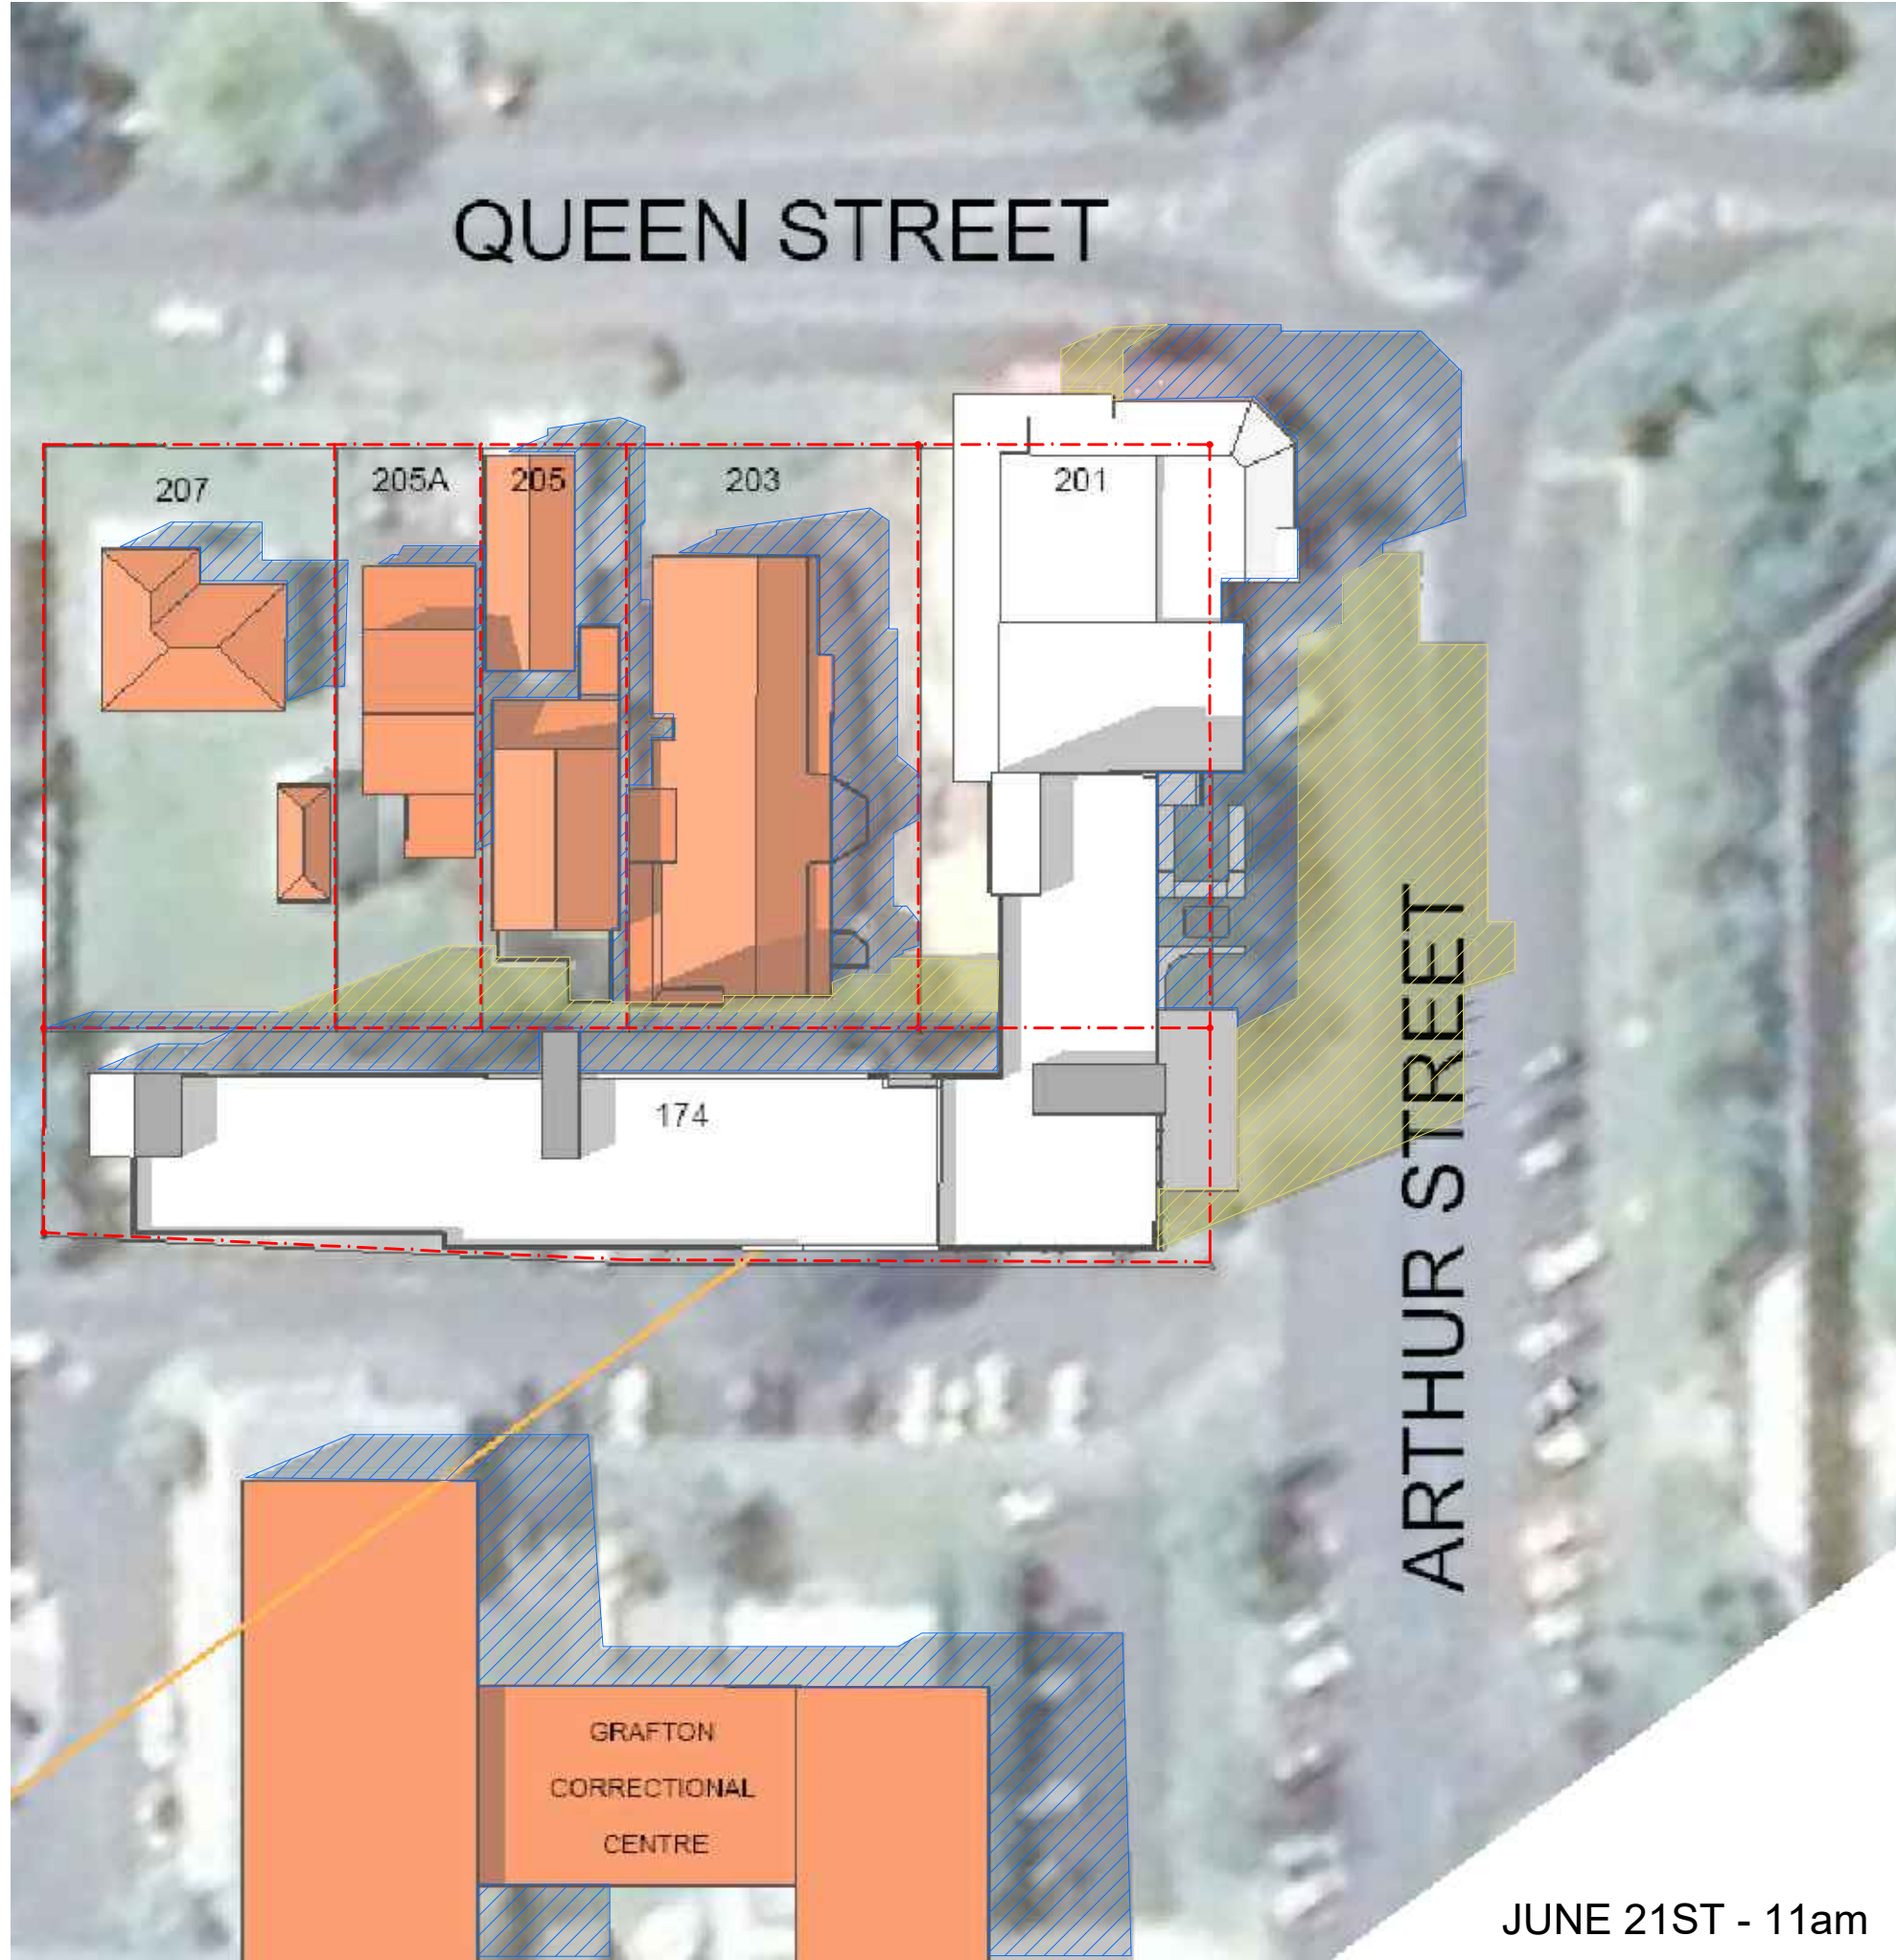 QUEEN STREET
207
205A
205
203
201
174
ARTHUR STREET
GRAFTON
CORRECTIONAL
CENTRE
JUNE 21ST - 11am